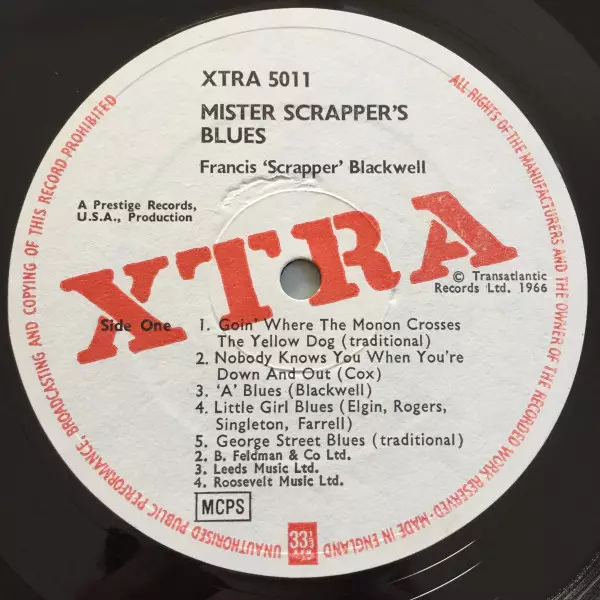 XTRA 5011
MISTER SCRAPPER'S
BLUES
Francis 'Scrapper' Blackwell
A Prestige Records,
U.S.A., Production
XTRA
© Transatlantic
Records Ltd. 1966
Side One
1. Goin' Where The Monon Crosses
The Yellow Dog (traditional)
2. Nobody Knows You When You're
Down And Out (Cox)
3. 'A' Blues (Blackwell)
4. Little Girl Blues (Elgin, Rogers,
Singleton, Farrell)
5. George Street Blues (traditional)
2. B. Feldman & Co Ltd.
3. Leeds Music Ltd.
4. Roosevelt Music Ltd.
MCPS
33⅓
ALL RIGHTS OF THE MANUFACTURERS AND THE OWNER OF THE RECORDED WORK RESERVED · MADE IN ENGLAND
UNAUTHORISED PUBLIC PERFORMANCE, BROADCASTING AND COPYING OF THIS RECORD PROHIBITED